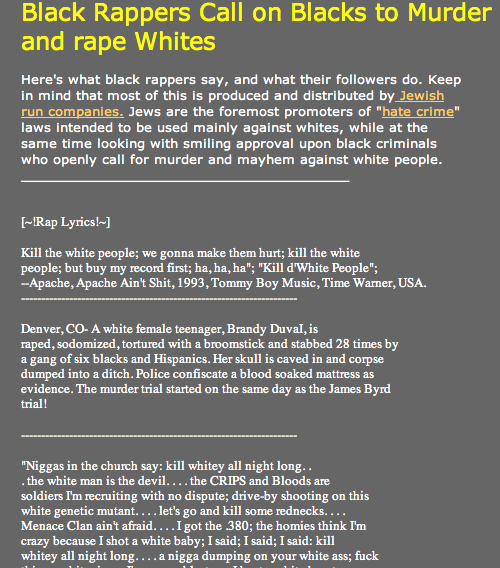 Black Rappers Call on Blacks to Murder
and rape Whites
Here's what black rappers say, and what their followers do. Keep
in mind that most of this is produced and distributed by Jewish
run companies. Jews are the foremost promoters of "hate crime"
laws intended to be used mainly against whites, while at the
same time looking with smiling approval upon black criminals
who openly call for murder and mayhem against white people.
[~!Rap Lyrics!~]
Kill the white people; we gonna make them hurt; kill the white
people; but buy my record first; ha, ha, ha"; "Kill d'White People";
--Apache, Apache Ain't Shit, 1993, Tommy Boy Music, Time Warner, USA.
Denver, CO- A white female teenager, Brandy Duval, is
raped, sodomized, tortured with a broomstick and stabbed 28 times by
a gang of six blacks and Hispanics. Her skull is caved in and corpse
dumped into a ditch. Police confiscate a blood soaked mattress as
evidence. The murder trial started on the same day as the James Byrd
trial!
"Niggas in the church say: kill whitey all night long. .
. the white man is the devil. . . . the CRIPS and Bloods are
soldiers I'm recruiting with no dispute; drive-by shooting on this
white genetic mutant. . . . let's go and kill some rednecks. . . .
Menace Clan ain't afraid. . . . I got the .380; the homies think I'm
crazy because I shot a white baby; I said; I said; I said: kill
whitey all night long. . . . a nigga dumping on your white ass; fuck